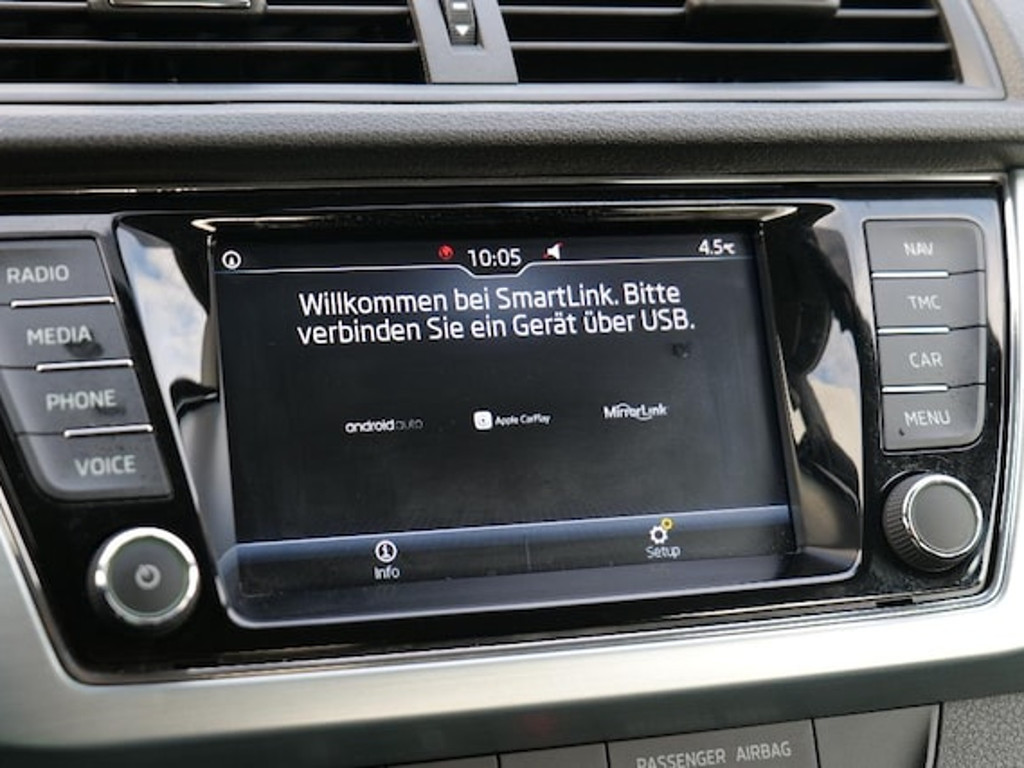 10:05
4.5°C
RADIO
MEDIA
PHONE
VOICE
Willkommen bei SmartLink. Bitte
verbinden Sie ein Gerät über USB.
androidauto
Apple CarPlay
MirrorLink
Info
Setup
NAV
TMC
CAR
MENU
PASSENGER AIRBAG